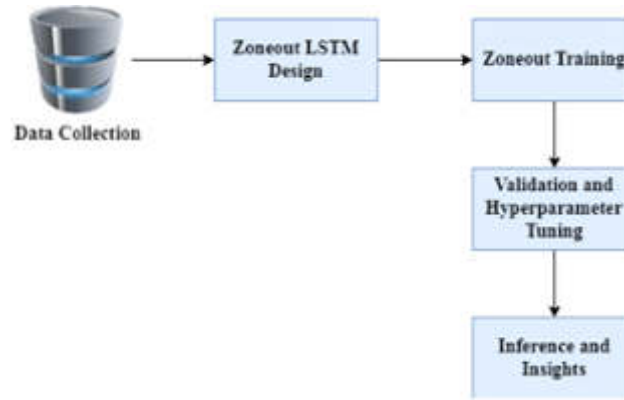 Data Collection
Zoneout LSTM
Design
Zoneout Training
Validation and
Hyperparameter
Tuning
Inference and
Insights